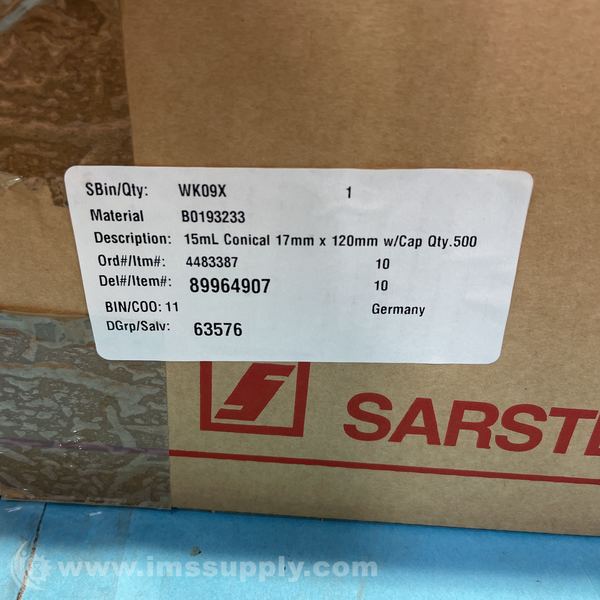 SBin/Qty: WK09X 1
Material B0193233
Description: 15mL Conical 17mm x 120mm w/Cap Qty.500
Ord#/Itm#: 4483387 10
Del#/Item#: 89964907 10
BIN/COO: 11 Germany
DGrp/Salv: 63576
SARSTE
www.imssupply.com